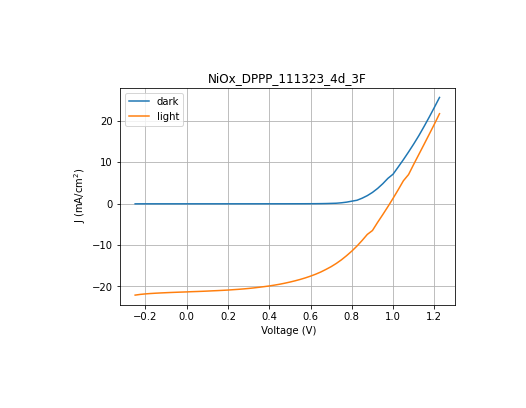 NiOx_DPPP_111323_4d_3F
dark
light
J (mA/cm²)
20
10
0
−10
−20
−0.2 0.0 0.2 0.4 0.6 0.8 1.0 1.2
Voltage (V)